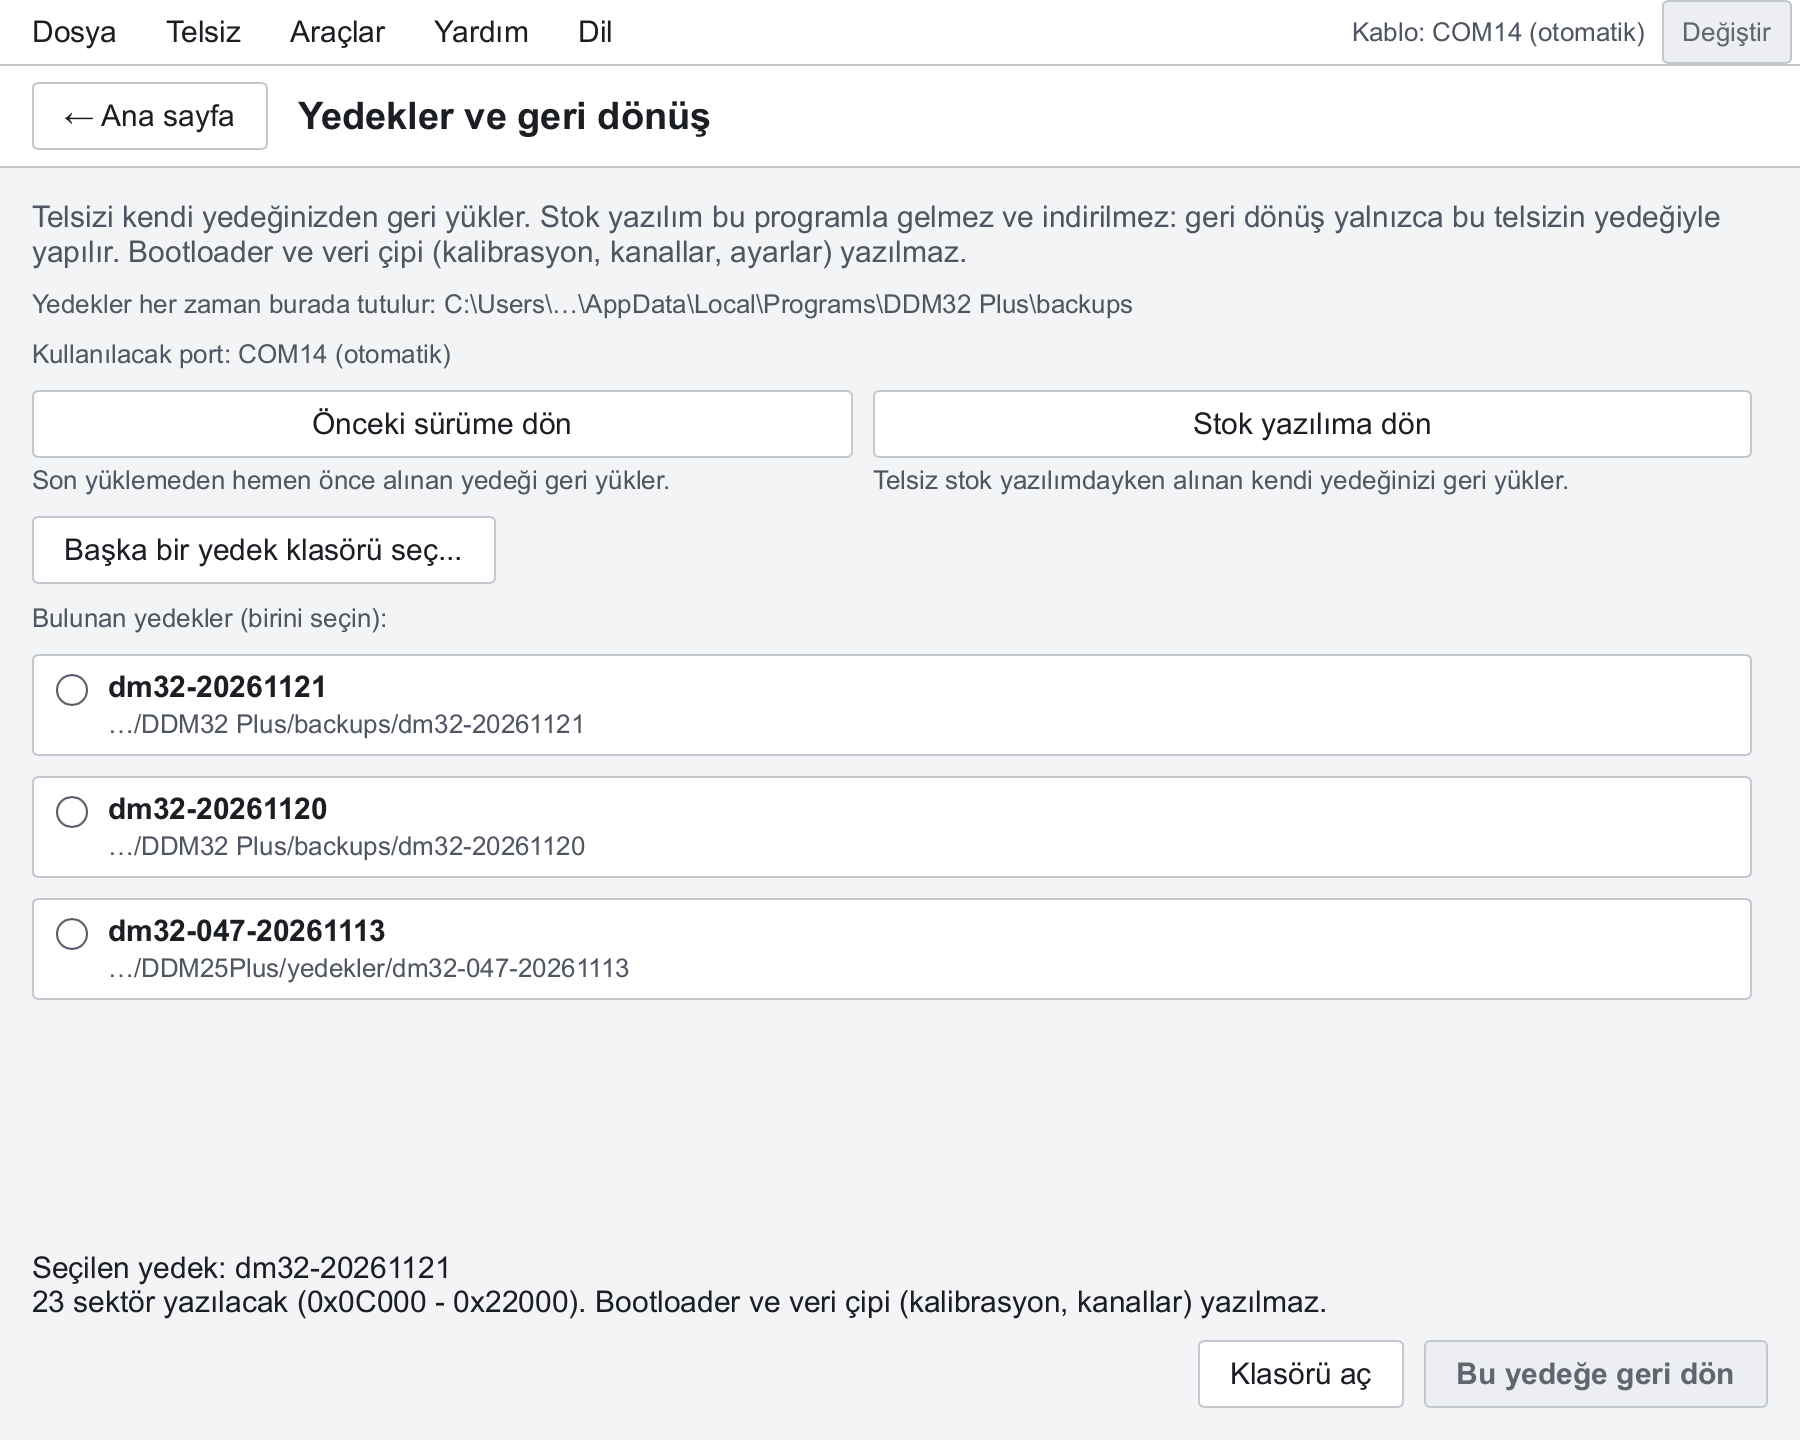 Dosya Telsiz Araçlar Yardım Dil Kablo: COM14 (otomatik) Değiştir
← Ana sayfa Yedekler ve geri dönüş
Telsizi kendi yedeğinizden geri yükler. Stok yazılım bu programla gelmez ve indirilmez: geri dönüş yalnızca bu telsizin yedeğiyle
yapılır. Bootloader ve veri çipi (kalibrasyon, kanallar, ayarlar) yazılmaz.
Yedekler her zaman burada tutulur: C:\Users\…\AppData\Local\Programs\DDM32 Plus\backups
Kullanılacak port: COM14 (otomatik)
Önceki sürüme dön Stok yazılıma dön
Son yüklemeden hemen önce alınan yedeği geri yükler. Telsiz stok yazılımdayken alınan kendi yedeğinizi geri yükler.
Başka bir yedek klasörü seç...
Bulunan yedekler (birini seçin):
dm32-20261121
…/DDM32 Plus/backups/dm32-20261121
dm32-20261120
…/DDM32 Plus/backups/dm32-20261120
dm32-047-20261113
…/DDM25Plus/yedekler/dm32-047-20261113
Seçilen yedek: dm32-20261121
23 sektör yazılacak (0x0C000 - 0x22000). Bootloader ve veri çipi (kalibrasyon, kanallar) yazılmaz.
Klasörü aç Bu yedeğe geri dön